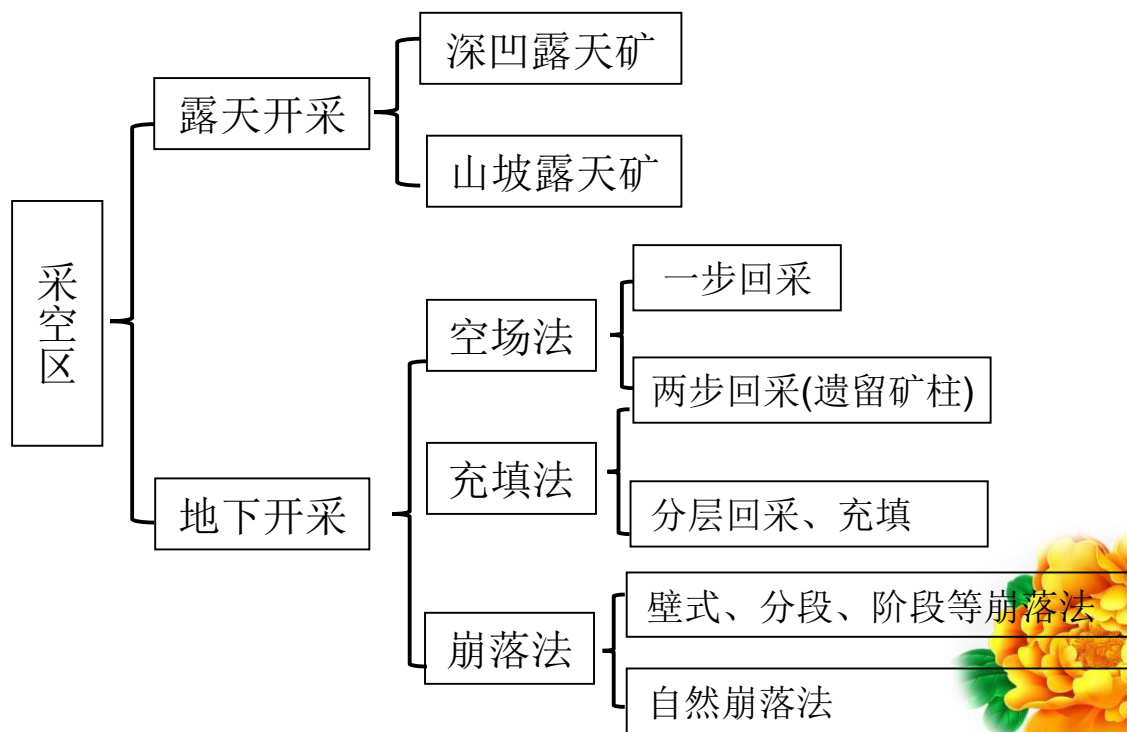 采空区
露天开采
深凹露天矿
山坡露天矿
地下开采
空场法
一步回采
两步回采(遗留矿柱)
充填法
分层回采、充填
崩落法
壁式、分段、阶段等崩落法
自然崩落法